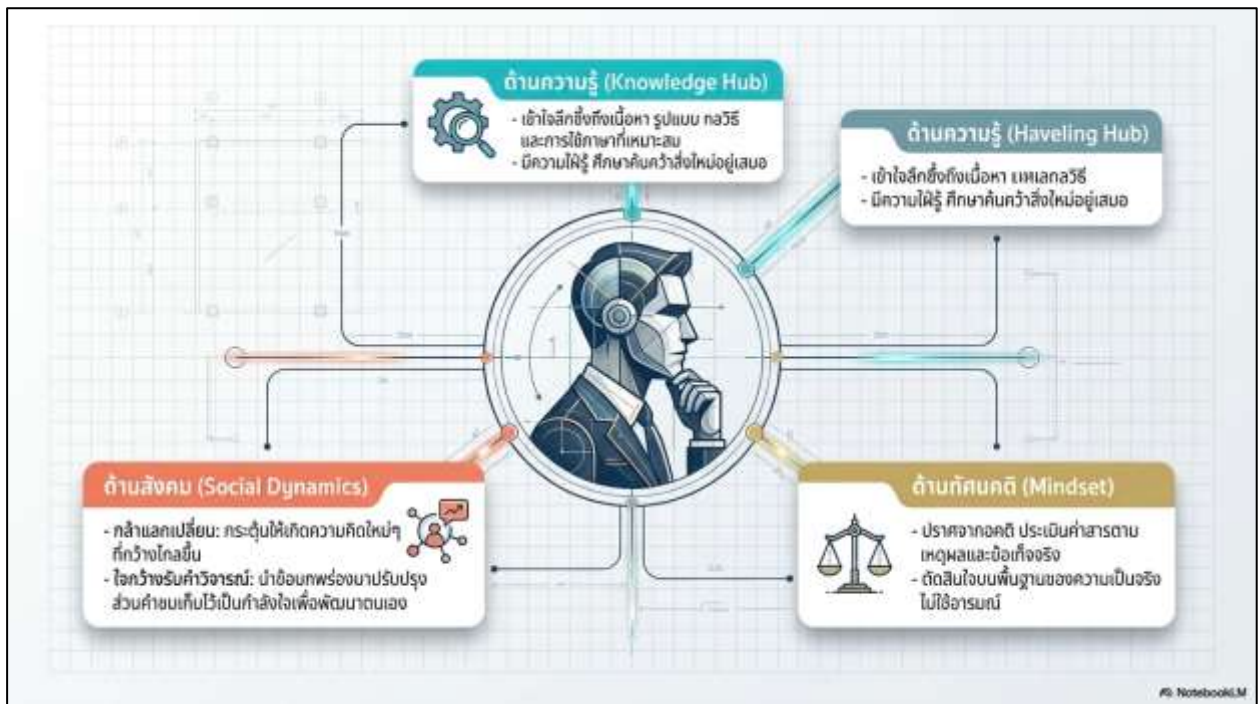 ด้านความรู้ (Knowledge Hub)
- เข้าใจลึกซึ้งถึงเนื้อหา รูปแบบ กลวิธี
และการใช้ภาษาที่เหมาะสม
- มีความใฝ่รู้ ศึกษาค้นคว้าสิ่งใหม่อยู่เสมอ
ด้านความรู้ (Haveling Hub)
- เข้าใจลึกซึ้งถึงเนื้อหา
- มีความใฝ่รู้ ศึกษาค้นคว้าสิ่งใหม่อยู่เสมอ
ด้านสังคม (Social Dynamics)
- กล้าแลกเปลี่ยน: กระตุ้นให้เกิดความคิดใหม่ๆ
ที่กว้างไกลขึ้น
- ใจกว้างรับคำวิจารณ์: นำข้อบกพร่องมาปรับปรุง
ส่วนคำชมเก็บไว้เป็นกำลังใจเพื่อพัฒนาตนเอง
ด้านทัศนคติ (Mindset)
- ปราศจากอคติ ประเมินค่าสารตาม
เหตุผลและข้อเท็จจริง
- ตัดสินใจบนพื้นฐานของความเป็นจริง
ไม่ใช้อารมณ์
NotebookLM